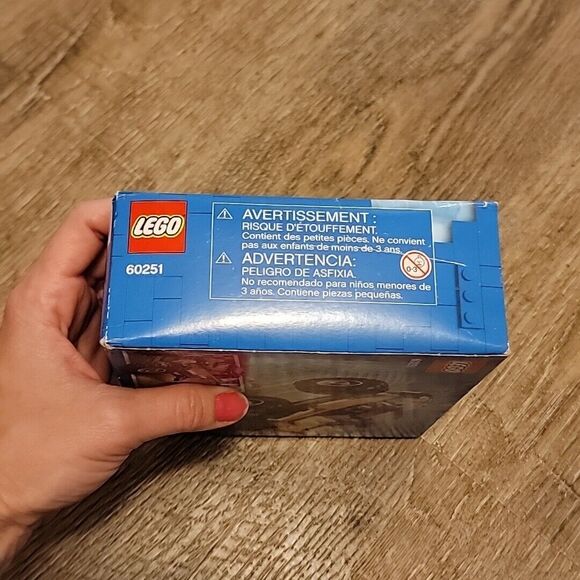 LEGO
60251
⚠ AVERTISSEMENT :
RISQUE D'ÉTOUFFEMENT.
Contient des petites pièces. Ne convient
pas aux enfants de moins de 3 ans.
⚠ ADVERTENCIA:
PELIGRO DE ASFIXIA.
No recomendado para niños menores de
3 años. Contiene piezas pequeñas.
0-3
LEGO